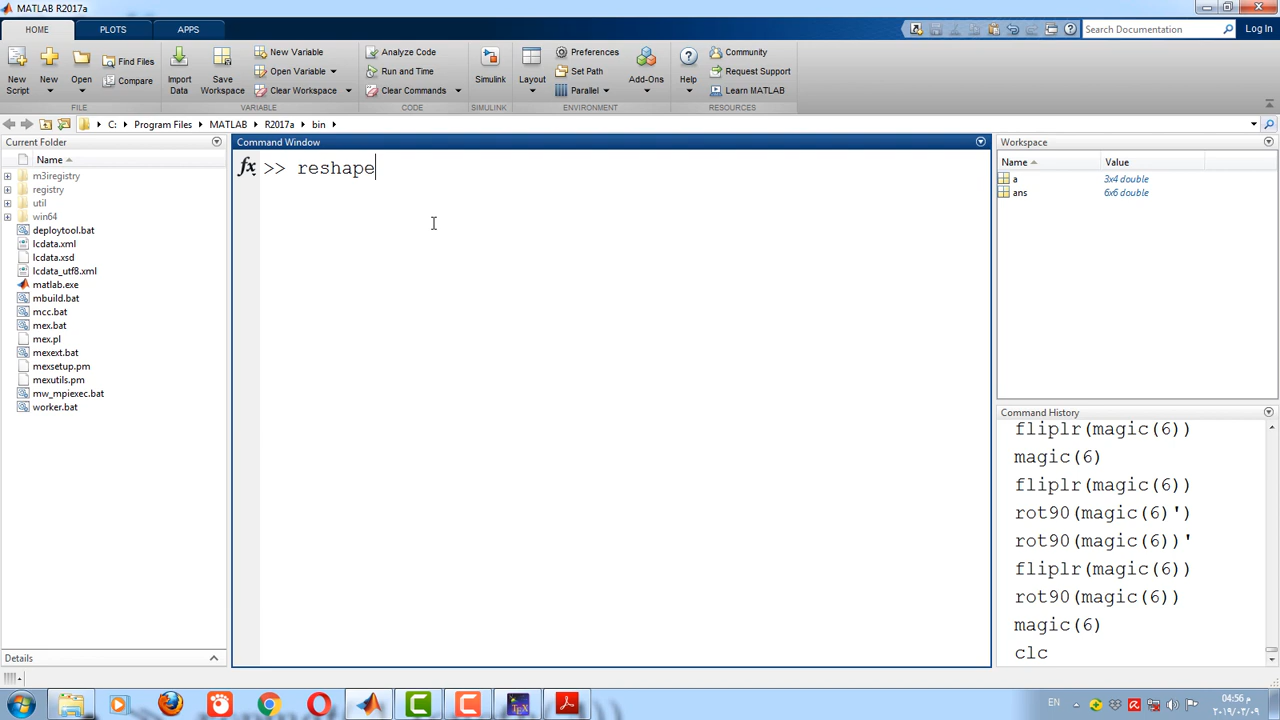 MATLAB R2017a
HOME PLOTS APPS
Search Documentation Log In
New Script
New
Open
Find Files
Compare
FILE
Import Data
Save Workspace
New Variable
Open Variable
Clear Workspace
VARIABLE
Analyze Code
Run and Time
Clear Commands
CODE
Simulink
SIMULINK
Layout
Preferences
Set Path
Parallel
Add-Ons
ENVIRONMENT
Help
Community
Request Support
Learn MATLAB
RESOURCES
C: Program Files MATLAB R2017a bin
Current Folder
Name
m3iregistry
registry
util
win64
deploytool.bat
lcdata.xml
lcdata.xsd
lcdata_utf8.xml
matlab.exe
mbuild.bat
mcc.bat
mex.bat
mex.pl
mexext.bat
mexsetup.pm
mexutils.pm
mw_mpiexec.bat
worker.bat
Details
Command Window
fx >> reshape
Workspace
Name Value
a 3x4 double
ans 6x6 double
Command History
fliplr(magic(6))
magic(6)
fliplr(magic(6))
rot90(magic(6)')
rot90(magic(6))'
fliplr(magic(6))
rot90(magic(6))
magic(6)
clc
EN
04:56 م
٢٠١٩/٠٣/٠٩